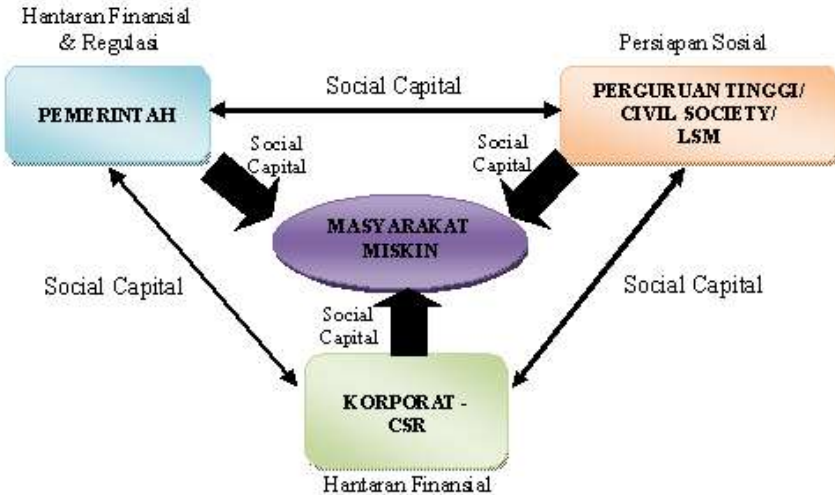 Hantaran Finansial
& Regulasi
Persiapan Sosial
PEMERINTAH
Social Capital
PERGURUAN TINGGI/
CIVIL SOCIETY/
LSM
Social
Capital
Social
Capital
MASYARAKAT
MISKIN
Social Capital
Social Capital
Social
Capital
KORPORAT -
CSR
Hantaran Finansial